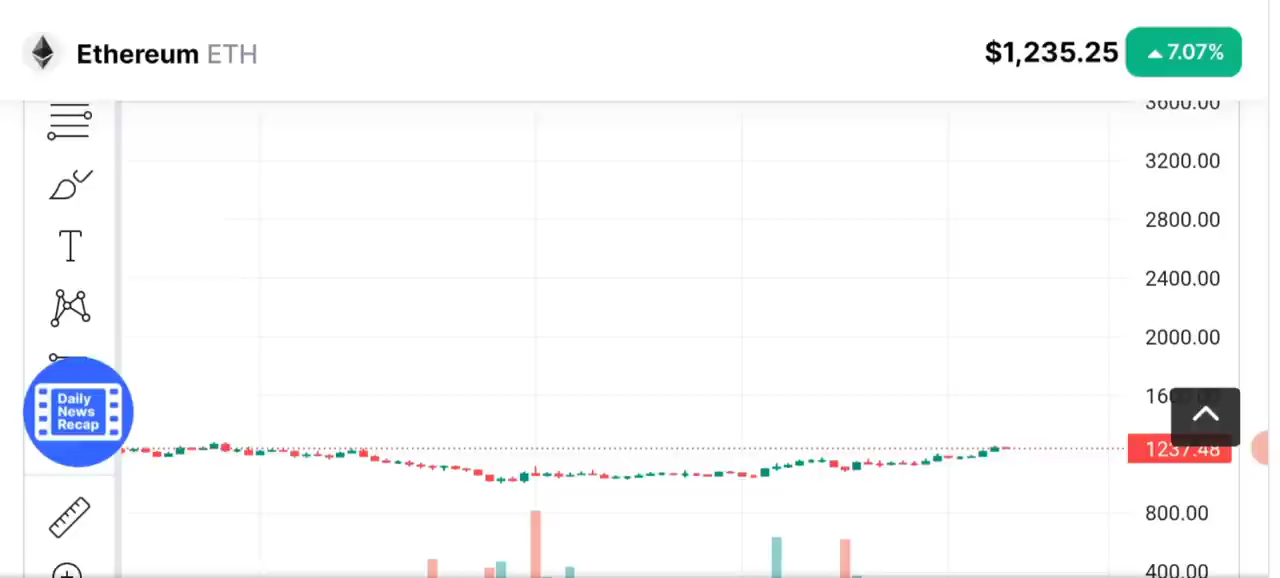 Ethereum ETH
$1,235.25 ▲7.07%
3600.00
3200.00
2800.00
2400.00
2000.00
Daily
News
Recap
1237.48
800.00
400.00